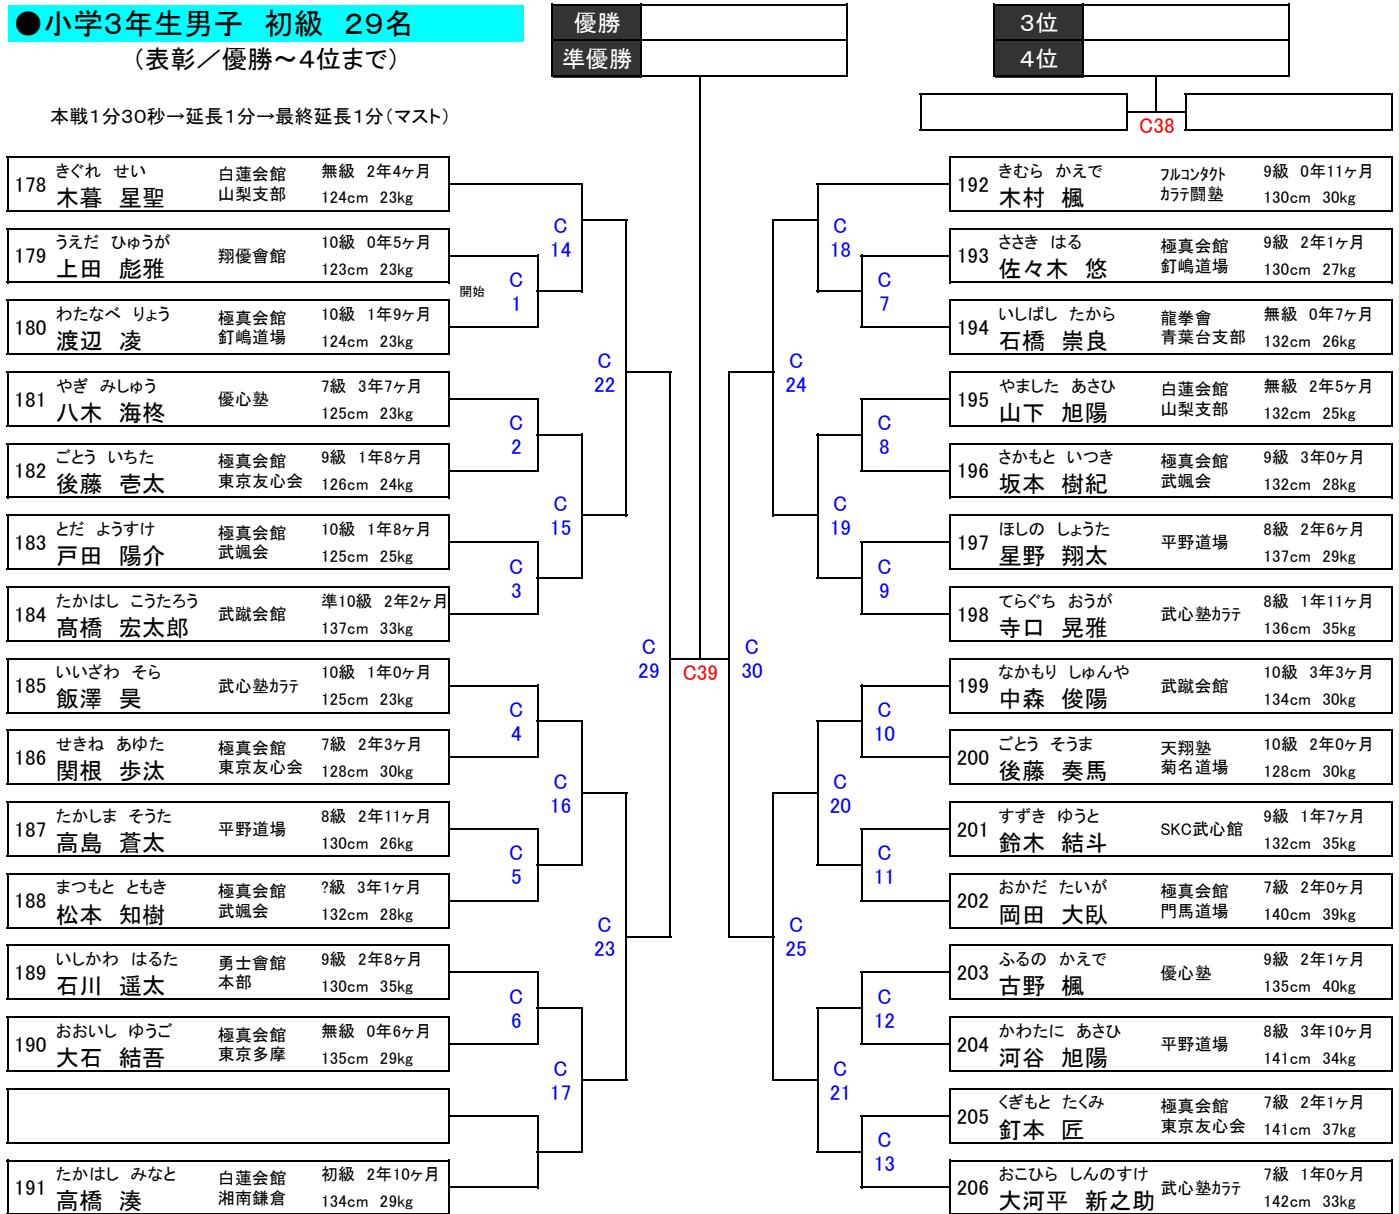 ●小学3年生男子 初級 29名
(表彰/優勝~4位まで)
本戦1分30秒→延長1分→最終延長1分(マスト)
優勝
準優勝
3位
4位
C38
178 きぐれ せい 木暮 星聖 白蓮会館 山梨支部 無級 2年4ヶ月 124cm 23kg
179 うえだ ひゅうが 上田 彪雅 翔優會館 10級 0年5ヶ月 123cm 23kg
180 わたなべ りょう 渡辺 凌 極真会館 釘嶋道場 10級 1年9ヶ月 124cm 23kg
181 やぎ みしゅう 八木 海柊 優心塾 7級 3年7ヶ月 125cm 23kg
182 ごとう いちた 後藤 壱太 極真会館 東京友心会 9級 1年8ヶ月 126cm 24kg
183 とだ ようすけ 戸田 陽介 極真会館 武颯会 10級 1年8ヶ月 125cm 25kg
184 たかはし こうたろう 髙橋 宏太郎 武蹴会館 準10級 2年2ヶ月 137cm 33kg
185 いいざわ そら 飯澤 昊 武心塾カラテ 10級 1年0ヶ月 125cm 23kg
186 せきね あゆた 関根 歩汰 極真会館 東京友心会 7級 2年3ヶ月 128cm 30kg
187 たかしま そうた 高島 蒼太 平野道場 8級 2年11ヶ月 130cm 26kg
188 まつもと ともき 松本 知樹 極真会館 武颯会 ?級 3年1ヶ月 132cm 28kg
189 いしかわ はるた 石川 遥太 勇士會館 本部 9級 2年8ヶ月 130cm 35kg
190 おおいし ゆうご 大石 結吾 極真会館 東京多摩 無級 0年6ヶ月 135cm 29kg
191 たかはし みなと 高橋 湊 白蓮会館 湘南鎌倉 初級 2年10ヶ月 134cm 29kg
開始
C 1
C 2
C 3
C 4
C 5
C 6
C 14
C 15
C 16
C 17
C 22
C 23
C 29
C39
C 30
C 24
C 25
C 18
C 19
C 20
C 21
C 7
C 8
C 9
C 10
C 11
C 12
C 13
192 きむら かえで 木村 楓 フルコンタクト カラテ闘塾 9級 0年11ヶ月 130cm 30kg
193 ささき はる 佐々木 悠 極真会館 釘嶋道場 9級 2年1ヶ月 130cm 27kg
194 いしばし たから 石橋 崇良 龍拳會 青葉台支部 無級 0年7ヶ月 132cm 26kg
195 やました あさひ 山下 旭陽 白蓮会館 山梨支部 無級 2年5ヶ月 132cm 25kg
196 さかもと いつき 坂本 樹紀 極真会館 武颯会 9級 3年0ヶ月 132cm 28kg
197 ほしの しょうた 星野 翔太 平野道場 8級 2年6ヶ月 137cm 29kg
198 てらぐち おうが 寺口 晃雅 武心塾カラテ 8級 1年11ヶ月 136cm 35kg
199 なかもり しゅんや 中森 俊陽 武蹴会館 10級 3年3ヶ月 134cm 30kg
200 ごとう そうま 後藤 奏馬 天翔塾 菊名道場 10級 2年0ヶ月 128cm 30kg
201 すずき ゆうと 鈴木 結斗 SKC武心館 9級 1年7ヶ月 132cm 35kg
202 おかだ たいが 岡田 大臥 極真会館 門馬道場 7級 2年0ヶ月 140cm 39kg
203 ふるの かえで 古野 楓 優心塾 9級 2年1ヶ月 135cm 40kg
204 かわたに あさひ 河谷 旭陽 平野道場 8級 3年10ヶ月 141cm 34kg
205 くぎもと たくみ 釘本 匠 極真会館 東京友心会 7級 2年1ヶ月 141cm 37kg
206 おこひら しんのすけ 大河平 新之助 武心塾カラテ 7級 1年0ヶ月 142cm 33kg